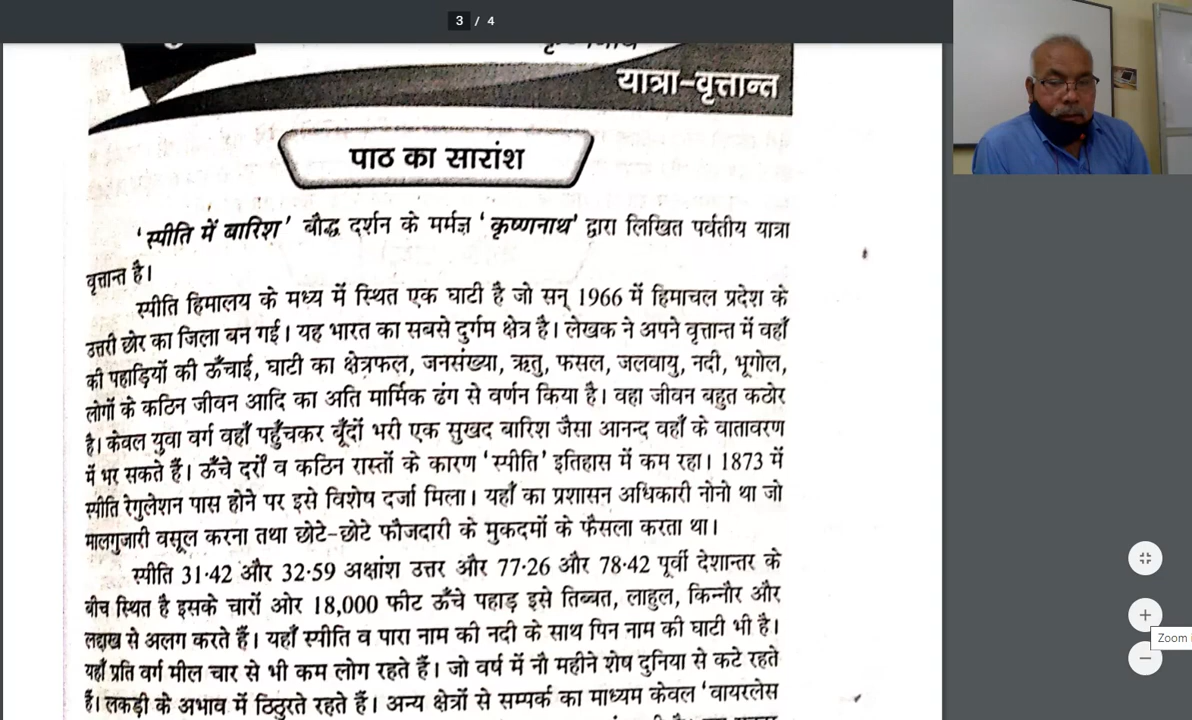 3 / 4
यात्रा-वृत्तान्त
पाठ का सारांश
'स्पीति में बारिश' बौद्ध दर्शन के मर्मज्ञ 'कृष्णनाथ' द्वारा लिखित पर्वतीय यात्रा
वृत्तान्त है।
स्पीति हिमालय के मध्य में स्थित एक घाटी है जो सन् 1966 में हिमाचल प्रदेश के
उत्तरी छोर का जिला बन गई। यह भारत का सबसे दुर्गम क्षेत्र है। लेखक ने अपने वृत्तान्त में वहाँ
की पहाड़ियों की ऊँचाई, घाटी का क्षेत्रफल, जनसंख्या, ऋतु, फसल, जलवायु, नदी, भूगोल,
लोगों के कठिन जीवन आदि का अति मार्मिक ढंग से वर्णन किया है। वहा जीवन बहुत कठोर
है। केवल युवा वर्ग वहाँ पहुँचकर बूँदों भरी एक सुखद बारिश जैसा आनन्द वहाँ के वातावरण
में भर सकते हैं। ऊँचे दर्रों व कठिन रास्तों के कारण 'स्पीति' इतिहास में कम रहा। 1873 में
स्पीति रेगुलेशन पास होने पर इसे विशेष दर्जा मिला। यहाँ का प्रशासन अधिकारी नोनो था जो
मालगुजारी वसूल करना तथा छोटे-छोटे फौजदारी के मुकदमों के फैसला करता था।
स्पीति 31·42 और 32·59 अक्षांश उत्तर और 77·26 और 78·42 पूर्वी देशान्तर के
बीच स्थित है इसके चारों ओर 18,000 फीट ऊँचे पहाड़ इसे तिब्बत, लाहुल, किन्नौर और
लद्दाख से अलग करते हैं। यहाँ स्पीति व पारा नाम की नदी के साथ पिन नाम की घाटी भी है।
यहाँ प्रति वर्ग मील चार से भी कम लोग रहते हैं। जो वर्ष में नौ महीने शेष दुनिया से कटे रहते
हैं। लकड़ी के अभाव में ठिठुरते रहते हैं। अन्य क्षेत्रों से सम्पर्क का माध्यम केवल 'वायरलेस
Zoom